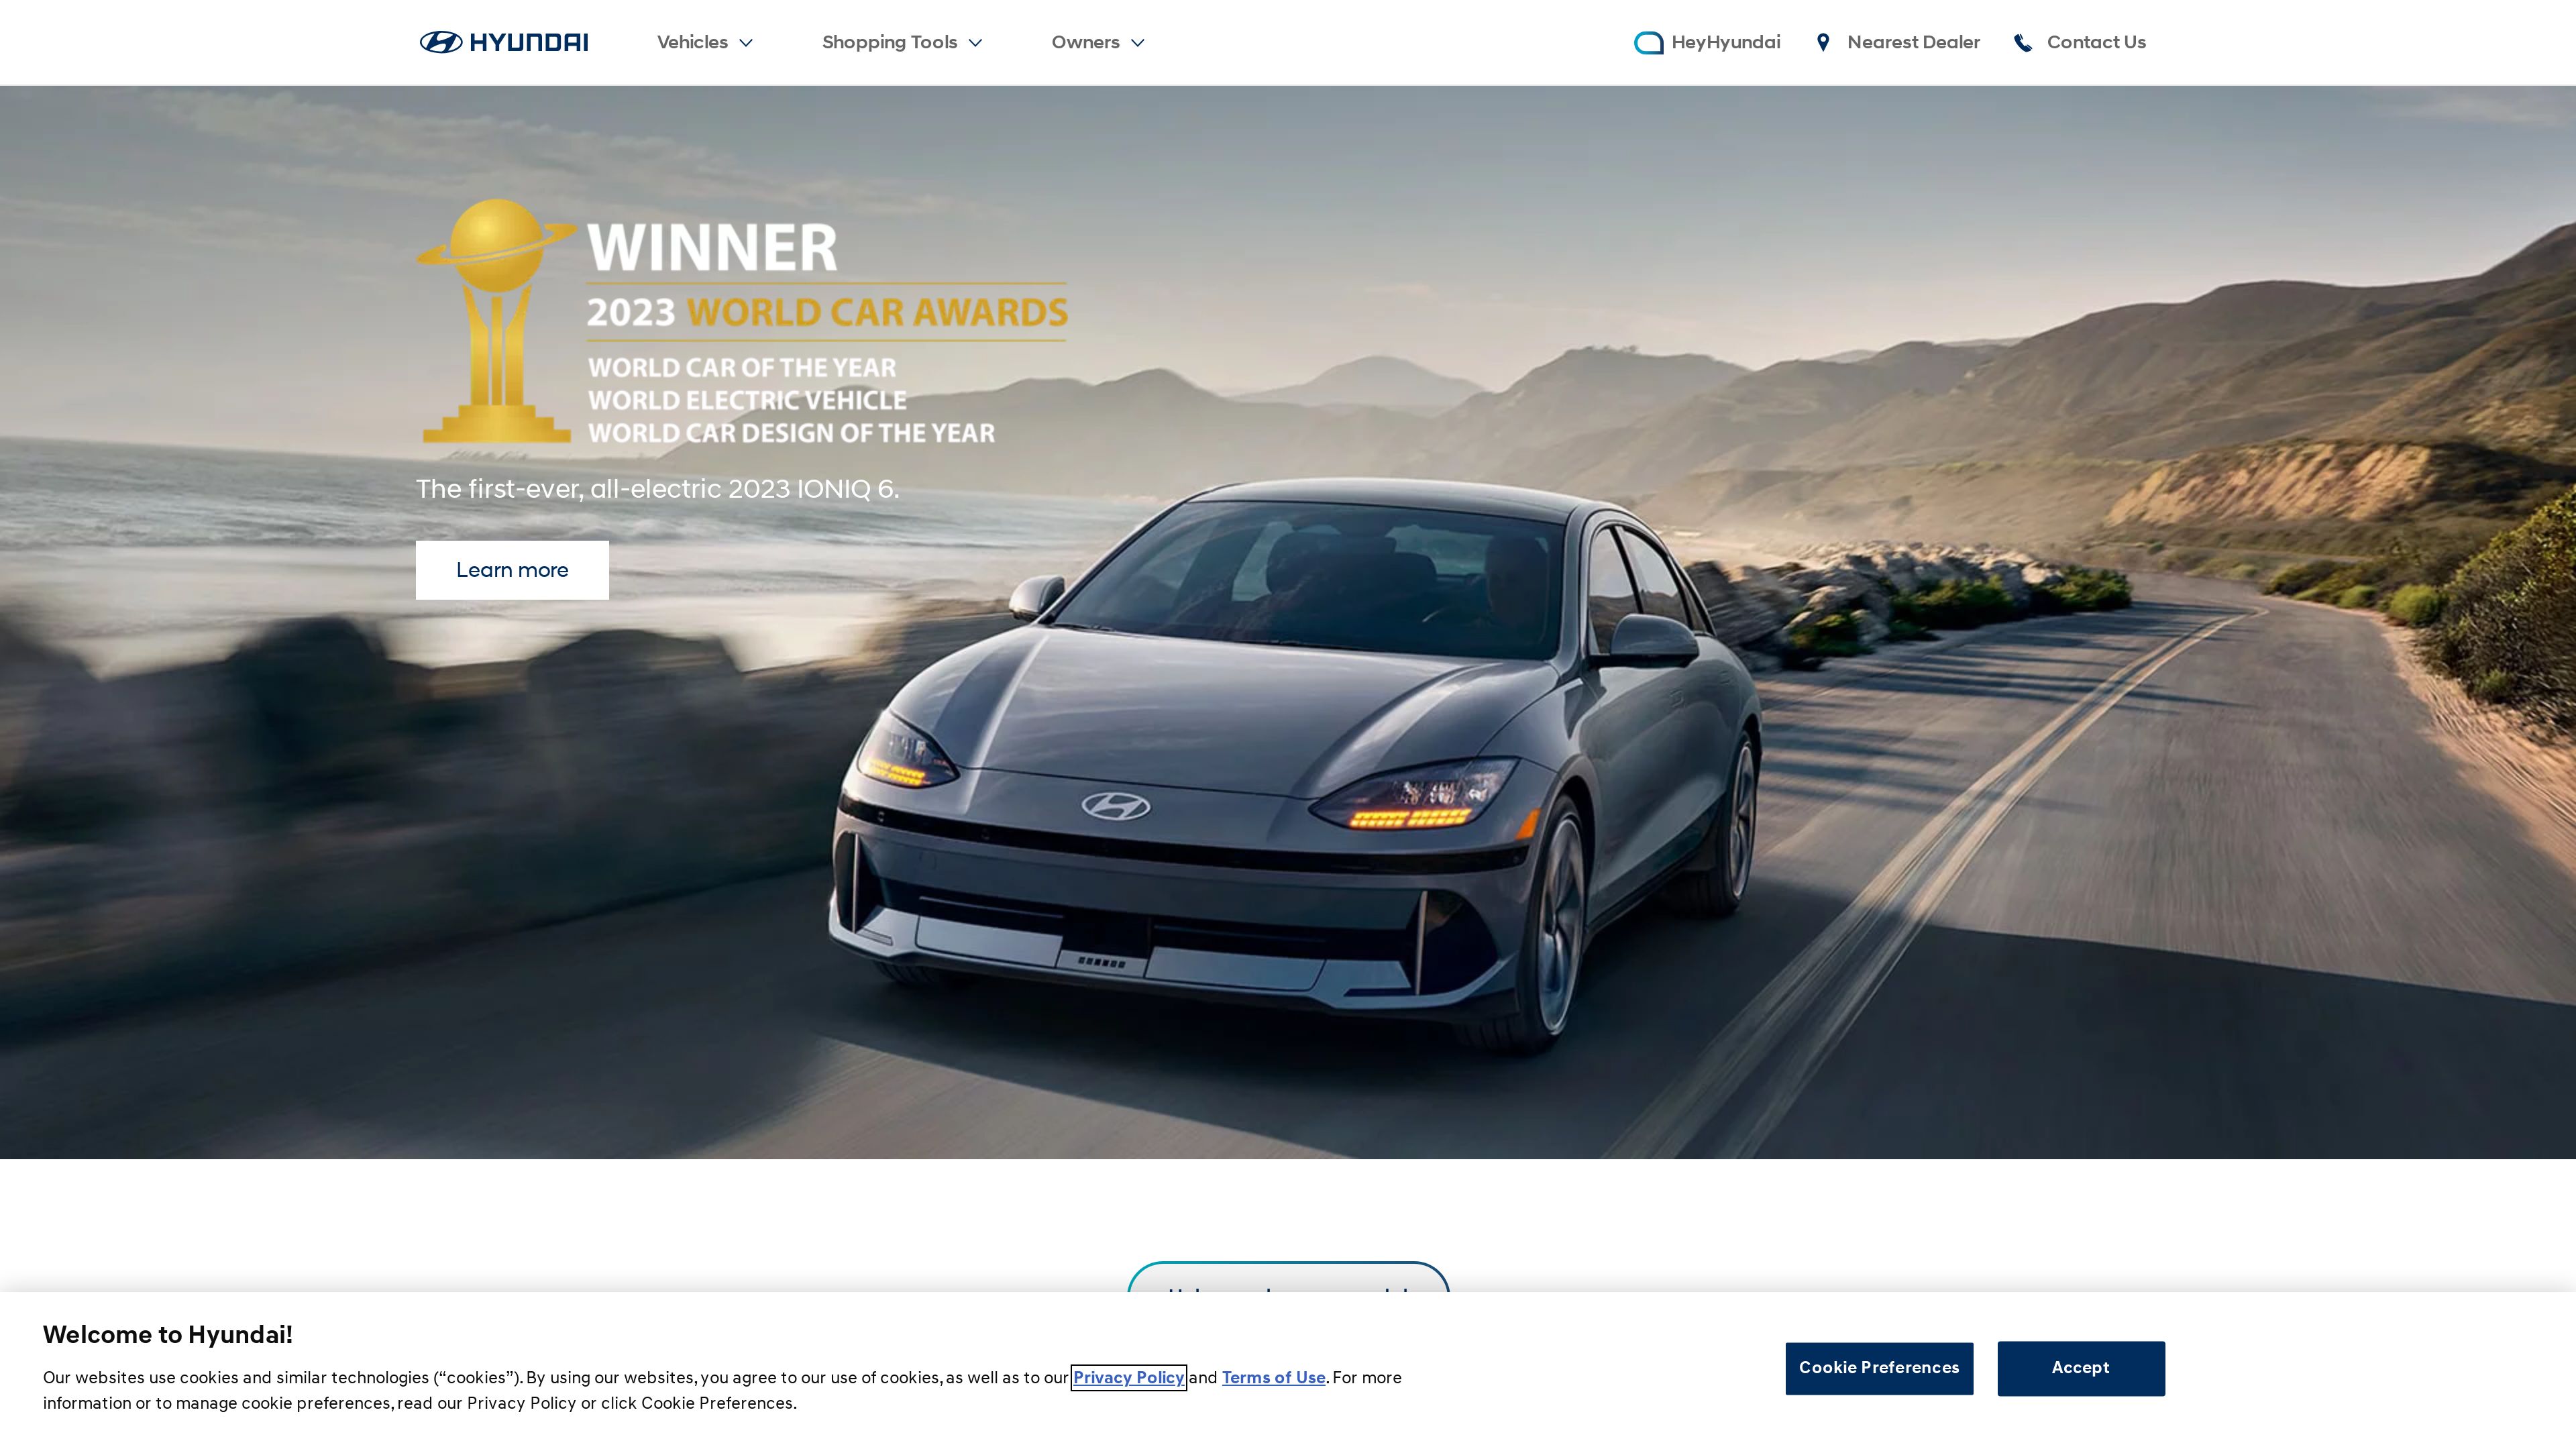 HYUNDAI
Vehicles
Shopping Tools
Owners
HeyHyundai
Nearest Dealer
Contact Us
WINNER
2023 WORLD CAR AWARDS
WORLD CAR OF THE YEAR
WORLD ELECTRIC VEHICLE
WORLD CAR DESIGN OF THE YEAR
The first-ever, all-electric 2023 IONIQ 6.
Learn more
Welcome to Hyundai!
Our websites use cookies and similar technologies (“cookies”). By using our websites, you agree to our use of cookies, as well as to our Privacy Policy and Terms of Use. For more
information or to manage cookie preferences, read our Privacy Policy or click Cookie Preferences.
Cookie Preferences
Accept